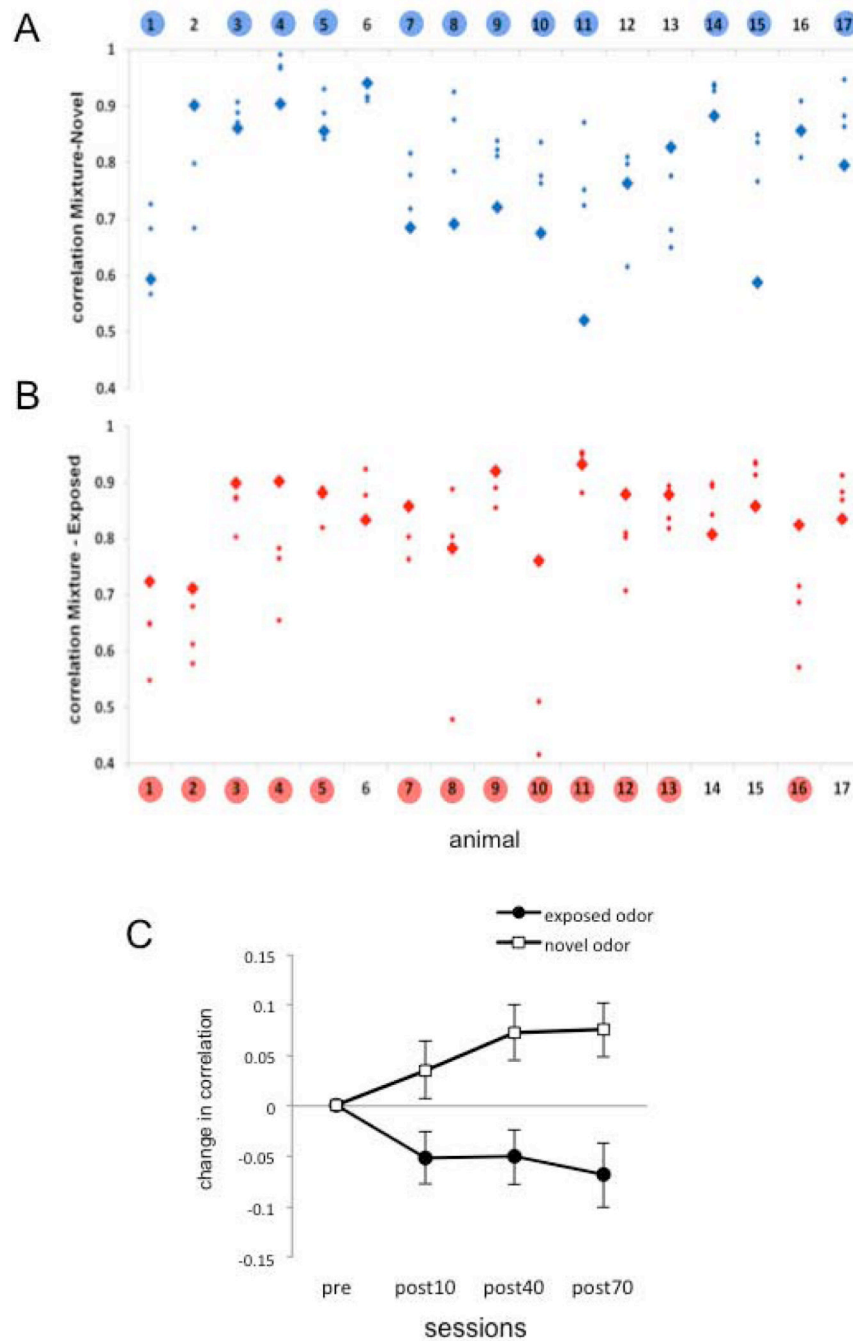 A
1 2 3 4 5 6 7 8 9 10 11 12 13 14 15 16 17
correlation Mixture-Novel
1
0.9
0.8
0.7
0.6
0.5
0.4
B
correlation Mixture - Exposed
1
0.9
0.8
0.7
0.6
0.5
0.4
1 2 3 4 5 6 7 8 9 10 11 12 13 14 15 16 17
animal
C
exposed odor
novel odor
change in correlation
0.15
0.1
0.05
0
-0.05
-0.1
-0.15
pre post10 post40 post70
sessions